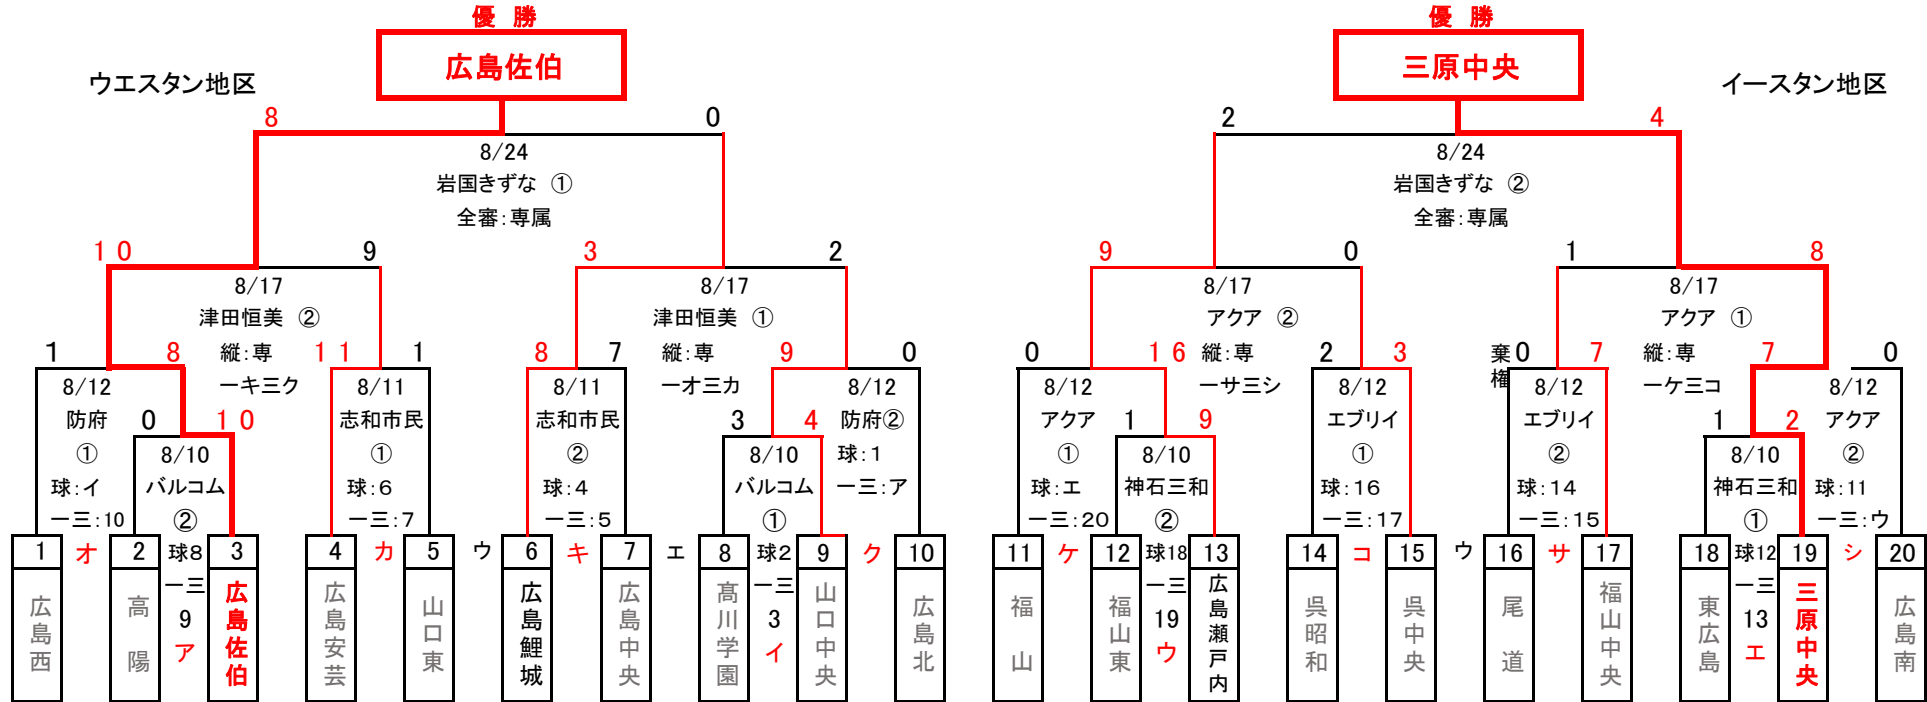 優 勝
優 勝
広島佐伯
三原中央
ウエスタン地区
イースタン地区
8
0
2
4
8/24
8/24
岩国きずな ①
岩国きずな ②
全審:専属
全審:専属
10
9
3
2
9
0
1
8
8/17
8/17
8/17
8/17
津田恒美 ②
津田恒美 ①
アクア ②
アクア ①
1
8
縦:専
11
1
8
7
縦:専
9
0
0
16
縦:専
2
3
棄権
0
7
縦:専
7
0
8/12
一キ三ク
8/11
8/11
一オ三カ
8/12
8/12
一サ三シ
8/12
8/12
一ケ三コ
8/12
防府
0
10
志和市民
志和市民
3
4
防府②
アクア
1
9
エブリイ
エブリイ
1
2
アクア
①
8/10
①
②
8/10
球:1
①
8/10
①
②
8/10
②
球:イ
バルコム
球:6
球:4
バルコム
一三:ア
球:エ
神石三和
球:16
球:14
神石三和
球:11
一三:10
②
一三:7
一三:5
①
一三:20
②
一三:17
一三:15
①
一三:ウ
1
オ
2
球8
3
4
カ
5
ウ
6
キ
7
エ
8
球2
9
ク
10
11
ケ
12
球18
13
14
コ
15
ウ
16
サ
17
18
球12
19
シ
20
一三
一三
一三
一三
9
3
19
13
ア
イ
ウ
エ
広島西
高陽
広島佐伯
広島安芸
山口東
広島鯉城
広島中央
髙川学園
山口中央
広島北
福山
福山東
広島瀬戸内
呉昭和
呉中央
尾道
福山中央
東広島
三原中央
広島南